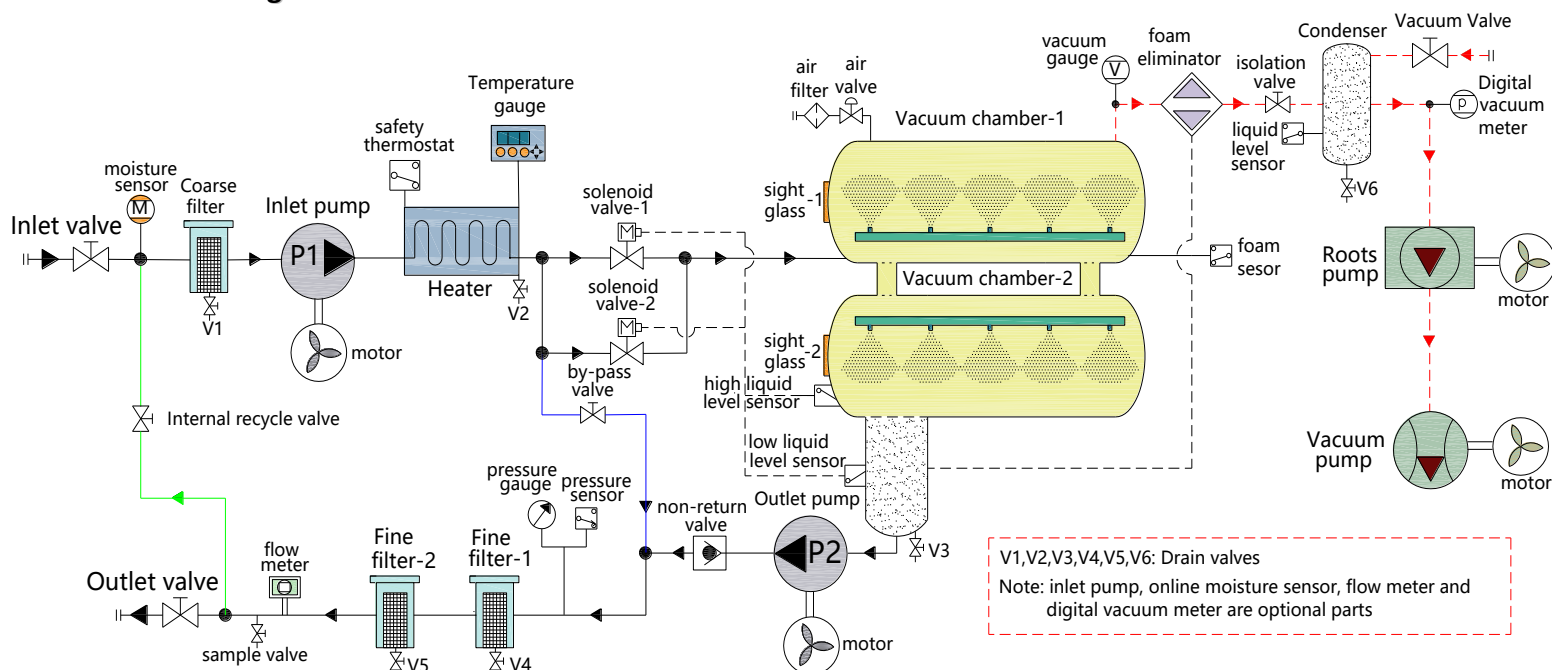 g
Vacuum Valve
Condenser
vacuum
gauge
V
foam
eliminator
isolation
valve
Digital
vacuum
meter
p
air
filter
air
valve
liquid
level sensor
V6
Temperature
gauge
safety
thermostat
moisture
sensor
M
Coarse
filter
Inlet pump
Inlet valve
P1
V1
motor
Heater
V2
solenoid
valve-1
M
solenoid
valve-2
M
by-pass
valve
Vacuum chamber-1
sight
glass
-1
Vacuum chamber-2
sight
glass
-2
foam
sesor
Roots
pump
motor
high liquid
level sensor
low liquid
level sensor
Vacuum
pump
motor
Internal recycle valve
pressure
gauge
pressure
sensor
non-return
valve
Outlet pump
P2
V3
motor
Fine
filter-2
Fine
filter-1
flow
meter
Outlet valve
sample valve
V5
V4
V1,V2,V3,V4,V5,V6: Drain valves
Note: inlet pump, online moisture sensor, flow meter and
digital vacuum meter are optional parts